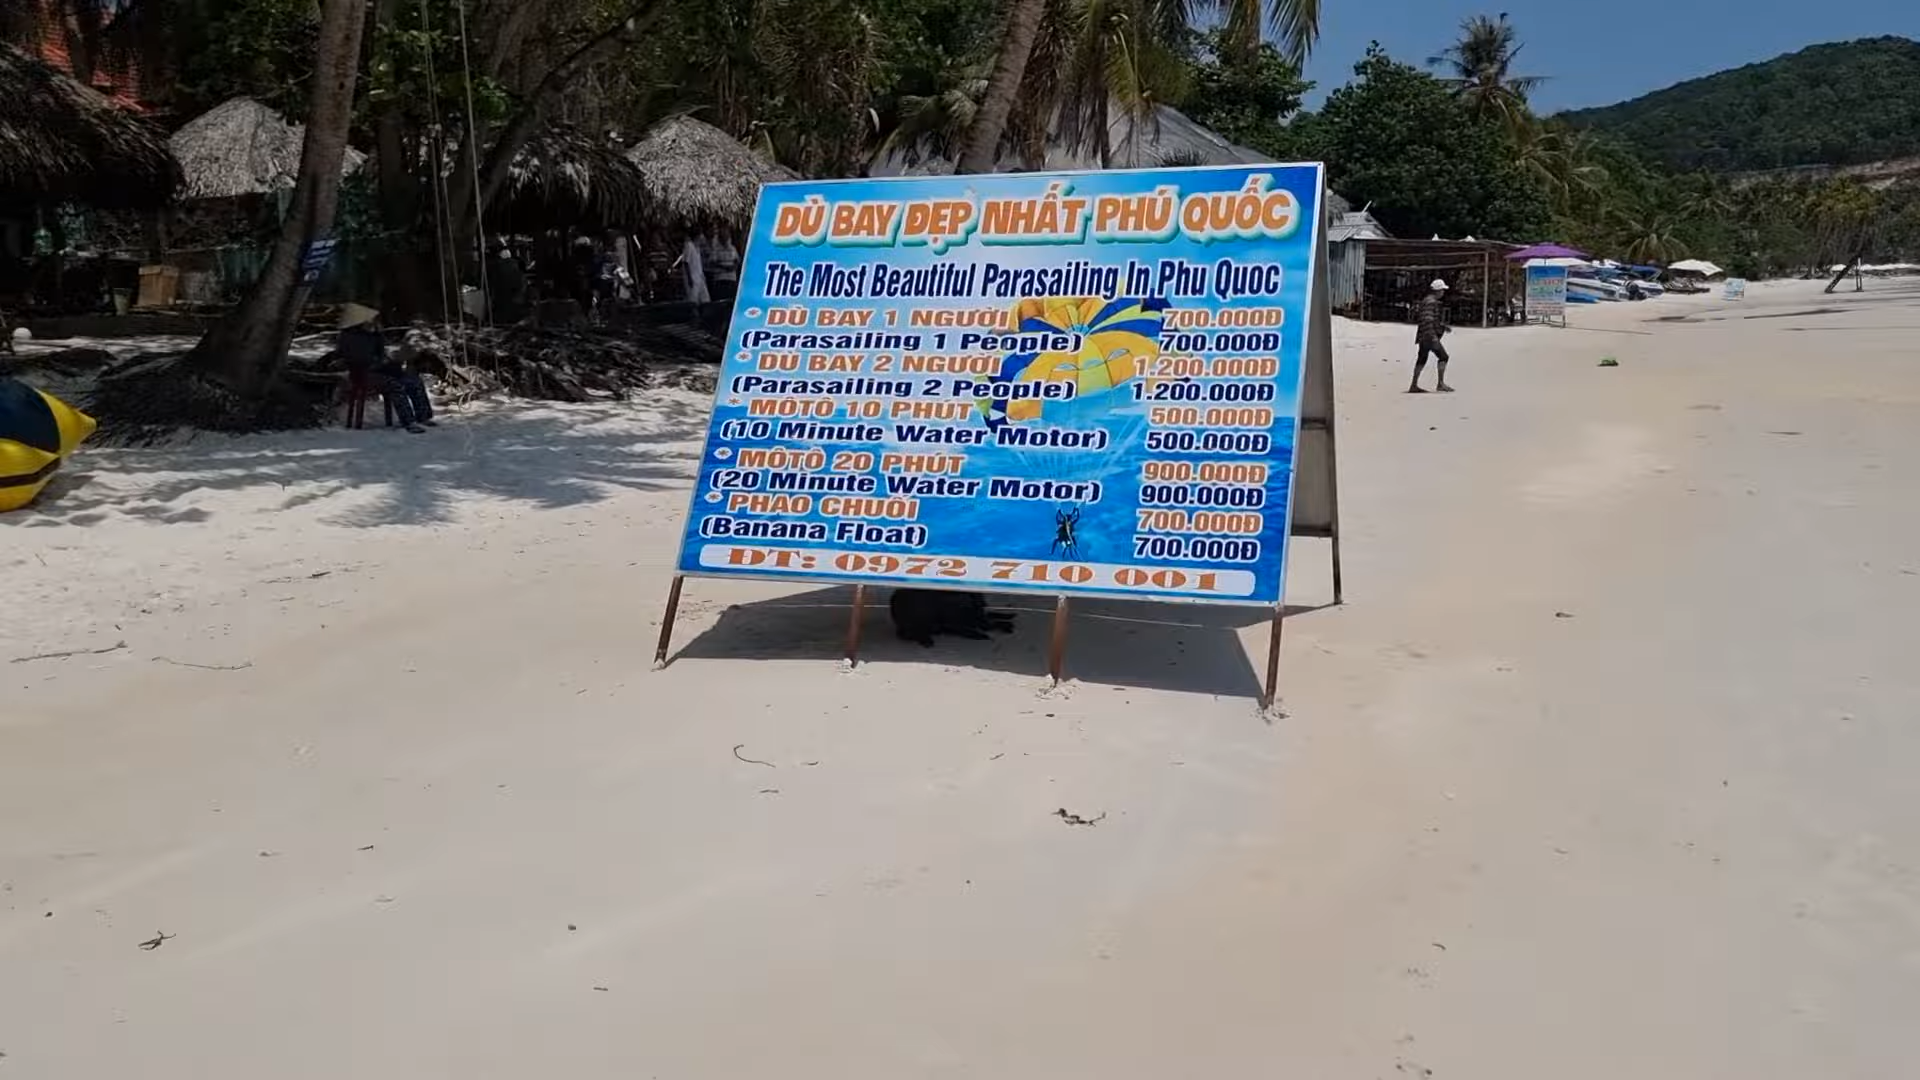 DÙ BAY ĐẸP NHẤT PHÚ QUỐC
The Most Beautiful Parasailing In Phu Quoc
* DÙ BAY 1 NGƯỜI 700.000Đ
(Parasailing 1 People) 700.000Đ
* DÙ BAY 2 NGƯỜI 1.200.000Đ
(Parasailing 2 People) 1.200.000Đ
* MÔTÔ 10 PHÚT 500.000Đ
(10 Minute Water Motor) 500.000Đ
* MÔTÔ 20 PHÚT 900.000Đ
(20 Minute Water Motor) 900.000Đ
* PHAO CHUỐI 700.000Đ
(Banana Float) 700.000Đ
ĐT: 0972 710 001